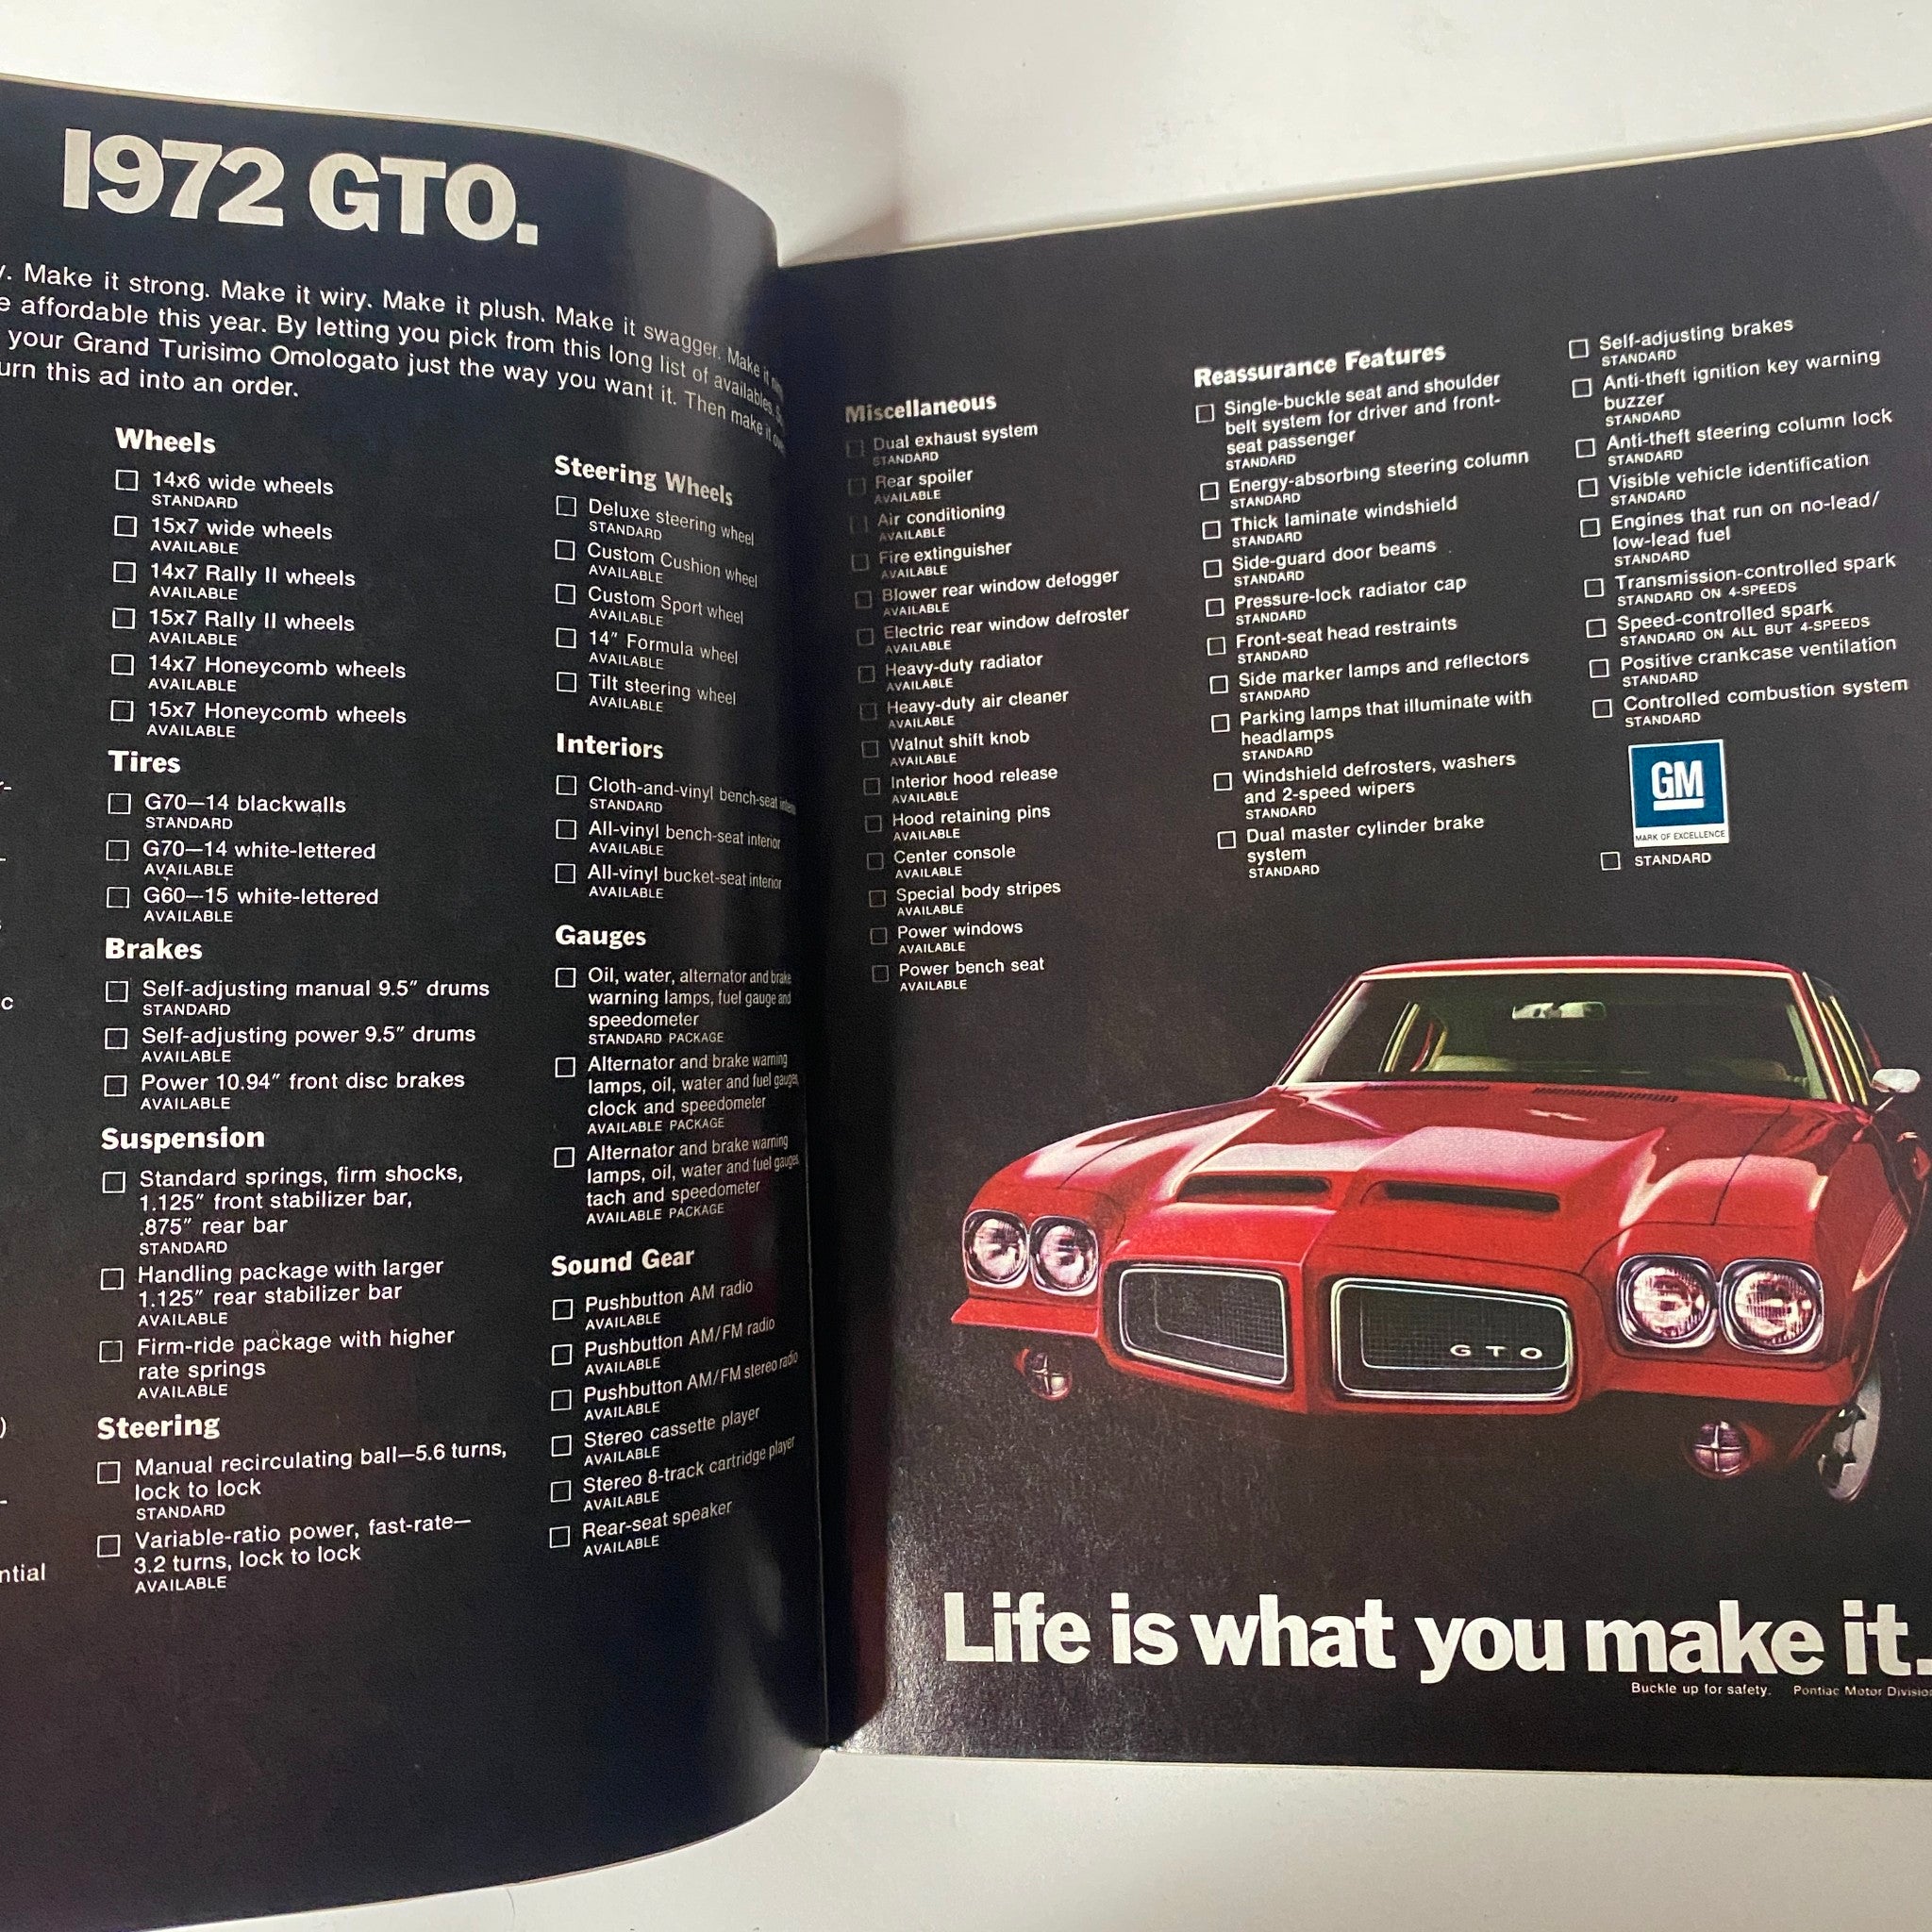 1972 GTO.
Make it strong. Make it wiry. Make it plush. Make it swagger. Make it
affordable this year. By letting you pick from this long list of availables.
your Grand Turisimo Omologato just the way you want it. Then make it
this ad into an order.
Wheels
14x6 wide wheels
STANDARD
15x7 wide wheels
AVAILABLE
14x7 Rally II wheels
AVAILABLE
15x7 Rally II wheels
AVAILABLE
14x7 Honeycomb wheels
AVAILABLE
15x7 Honeycomb wheels
AVAILABLE
Tires
G70—14 blackwalls
STANDARD
G70—14 white-lettered
AVAILABLE
G60—15 white-lettered
AVAILABLE
Brakes
Self-adjusting manual 9.5″ drums
STANDARD
Self-adjusting power 9.5″ drums
AVAILABLE
Power 10.94″ front disc brakes
AVAILABLE
Suspension
Standard springs, firm shocks,
1.125″ front stabilizer bar,
.875″ rear bar
STANDARD
Handling package with larger
1.125″ rear stabilizer bar
AVAILABLE
Firm-ride package with higher
rate springs
AVAILABLE
Steering
Manual recirculating ball—5.6 turns,
lock to lock
STANDARD
Variable-ratio power, fast-rate—
3.2 turns, lock to lock
AVAILABLE
Steering Wheels
Deluxe steering wheel
STANDARD
Custom Cushion wheel
AVAILABLE
Custom Sport wheel
AVAILABLE
14″ Formula wheel
AVAILABLE
Tilt steering wheel
AVAILABLE
Interiors
Cloth-and-vinyl bench-seat interior
STANDARD
All-vinyl bench-seat interior
AVAILABLE
All-vinyl bucket-seat interior
AVAILABLE
Gauges
Oil, water, alternator and brake
warning lamps, fuel gauge and
speedometer
STANDARD PACKAGE
Alternator and brake warning
lamps, oil, water and fuel gauges,
clock and speedometer
AVAILABLE PACKAGE
Alternator and brake warning
lamps, oil, water and fuel gauges,
tach and speedometer
AVAILABLE PACKAGE
Sound Gear
Pushbutton AM radio
AVAILABLE
Pushbutton AM/FM radio
AVAILABLE
Pushbutton AM/FM stereo radio
AVAILABLE
Stereo cassette player
AVAILABLE
Stereo 8-track cartridge player
AVAILABLE
Rear-seat speaker
AVAILABLE
Miscellaneous
Dual exhaust system
STANDARD
Rear spoiler
AVAILABLE
Air conditioning
AVAILABLE
Fire extinguisher
AVAILABLE
Blower rear window defogger
AVAILABLE
Electric rear window defroster
AVAILABLE
Heavy-duty radiator
AVAILABLE
Heavy-duty air cleaner
AVAILABLE
Walnut shift knob
AVAILABLE
Interior hood release
AVAILABLE
Hood retaining pins
AVAILABLE
Center console
AVAILABLE
Special body stripes
AVAILABLE
Power windows
AVAILABLE
Power bench seat
AVAILABLE
Reassurance Features
Single-buckle seat and shoulder
belt system for driver and front-
seat passenger
STANDARD
Energy-absorbing steering column
STANDARD
Thick laminate windshield
STANDARD
Side-guard door beams
STANDARD
Pressure-lock radiator cap
STANDARD
Front-seat head restraints
STANDARD
Side marker lamps and reflectors
STANDARD
Parking lamps that illuminate with
headlamps
STANDARD
Windshield defrosters, washers
and 2-speed wipers
STANDARD
Dual master cylinder brake
system
STANDARD
Self-adjusting brakes
STANDARD
Anti-theft ignition key warning
buzzer
STANDARD
Anti-theft steering column lock
STANDARD
Visible vehicle identification
STANDARD
Engines that run on no-lead/
low-lead fuel
STANDARD
Transmission-controlled spark
STANDARD ON 4-SPEEDS
Speed-controlled spark
STANDARD ON ALL BUT 4-SPEEDS
Positive crankcase ventilation
STANDARD
Controlled combustion system
STANDARD
GM
MARK OF EXCELLENCE
STANDARD
GTO
Life is what you make it.
Buckle up for safety. Pontiac Motor Division